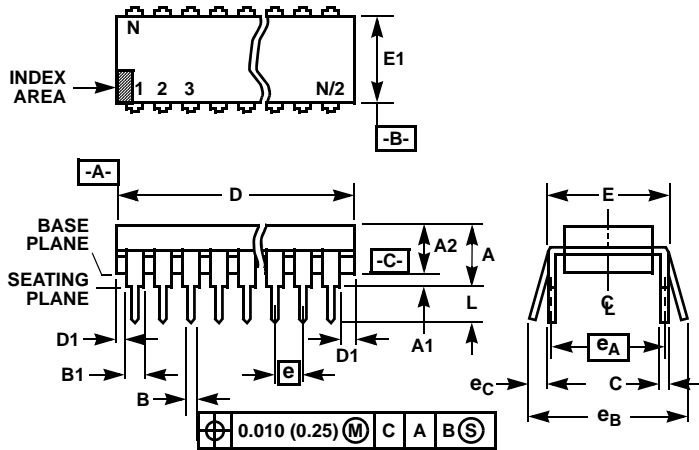 N
E1
INDEX
AREA
1 2 3 N/2
-B-
-A-
D
E
BASE
PLANE
A2 A
-C-
SEATING
PLANE
L
C
L
D1
A1
D1
e
eA
B1
eC
C
B
eB
0.010 (0.25) M C A B S